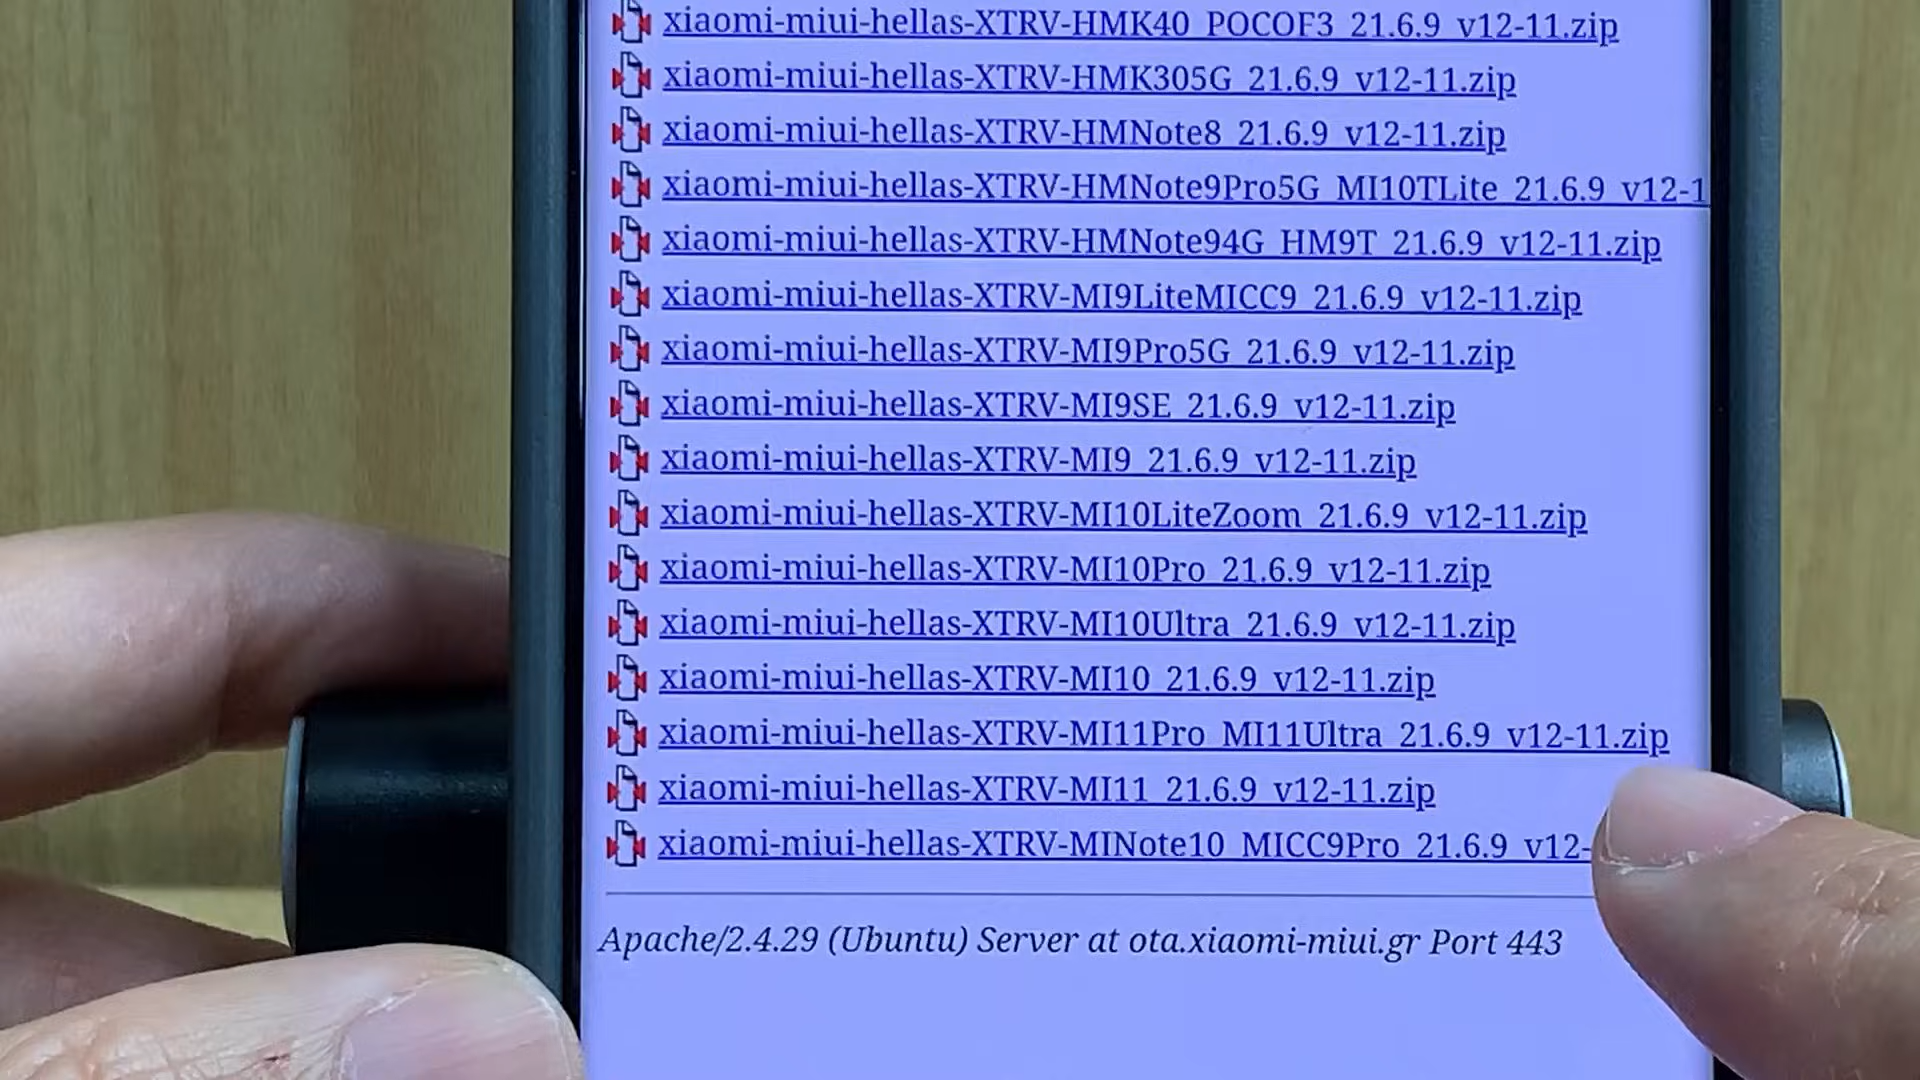 xiaomi-miui-hellas-XTRV-HMK40_POCOF3_21.6.9_v12-11.zip
xiaomi-miui-hellas-XTRV-HMK305G_21.6.9_v12-11.zip
xiaomi-miui-hellas-XTRV-HMNote8_21.6.9_v12-11.zip
xiaomi-miui-hellas-XTRV-HMNote9Pro5G_MI10TLite_21.6.9_v12-1
xiaomi-miui-hellas-XTRV-HMNote94G_HM9T_21.6.9_v12-11.zip
xiaomi-miui-hellas-XTRV-MI9LiteMICC9_21.6.9_v12-11.zip
xiaomi-miui-hellas-XTRV-MI9Pro5G_21.6.9_v12-11.zip
xiaomi-miui-hellas-XTRV-MI9SE_21.6.9_v12-11.zip
xiaomi-miui-hellas-XTRV-MI9_21.6.9_v12-11.zip
xiaomi-miui-hellas-XTRV-MI10LiteZoom_21.6.9_v12-11.zip
xiaomi-miui-hellas-XTRV-MI10Pro_21.6.9_v12-11.zip
xiaomi-miui-hellas-XTRV-MI10Ultra_21.6.9_v12-11.zip
xiaomi-miui-hellas-XTRV-MI10_21.6.9_v12-11.zip
xiaomi-miui-hellas-XTRV-MI11Pro_MI11Ultra_21.6.9_v12-11.zip
xiaomi-miui-hellas-XTRV-MI11_21.6.9_v12-11.zip
xiaomi-miui-hellas-XTRV-MINote10_MICC9Pro_21.6.9_v12-
Apache/2.4.29 (Ubuntu) Server at ota.xiaomi-miui.gr Port 443